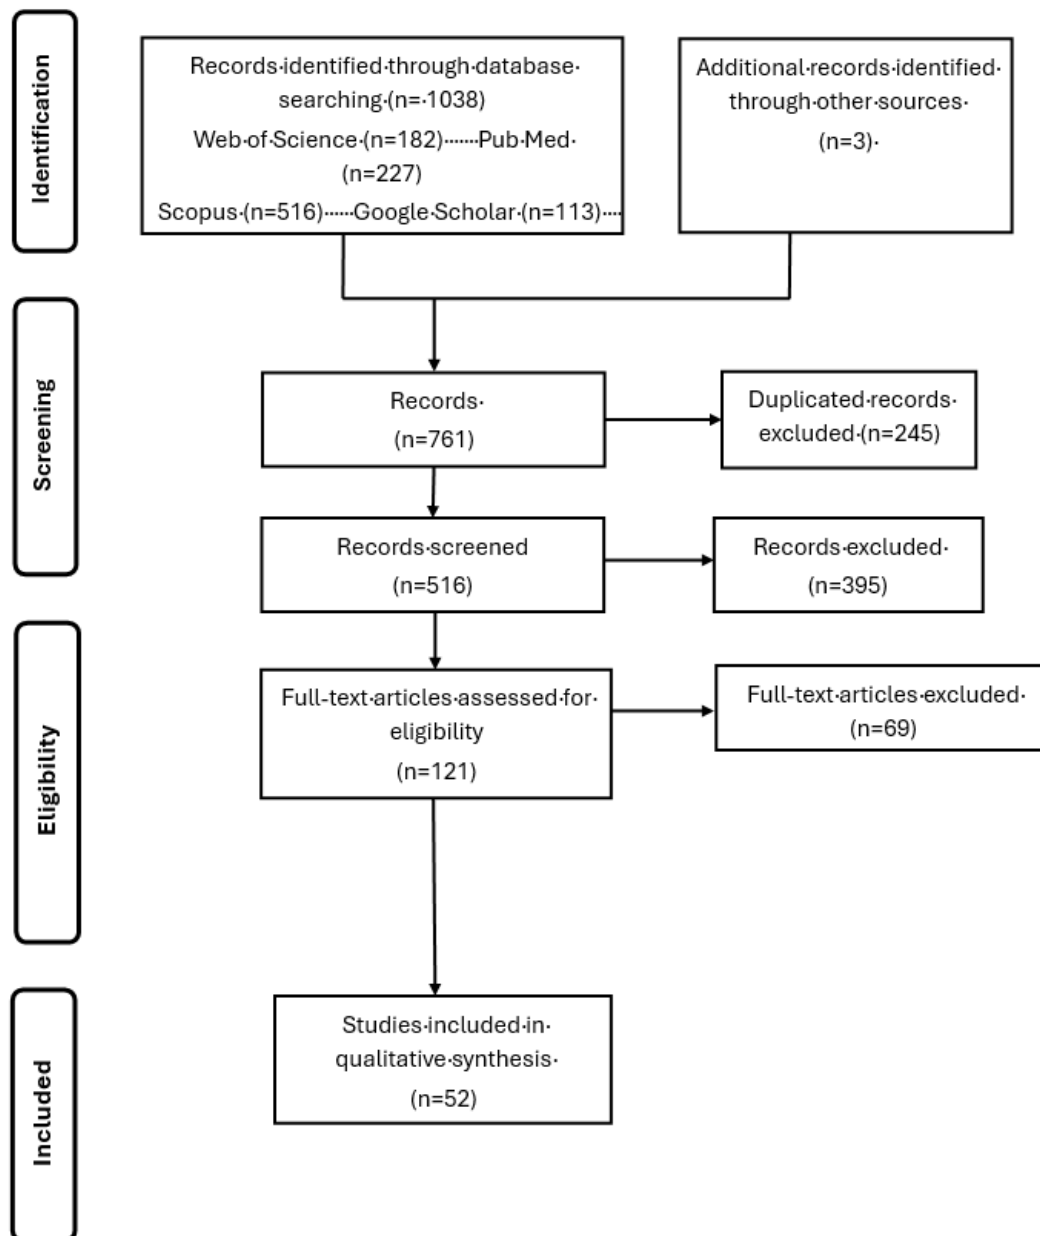 Identification
Records·identified·through·database·
searching·(n=·1038)
Web·of·Science·(n=182)·······Pub·Med·
(n=227)
Scopus·(n=516)······Google·Scholar·(n=113)····
Additional·records·identified·
through·other·sources·
(n=3)·
Screening
Records·
(n=761)
Duplicated·records·
excluded·(n=245)
Records·screened
(n=516)
Records·excluded·
(n=395)
Eligibility
Full-text·articles·assessed·for·
eligibility
(n=121)
Full-text·articles·excluded·
(n=69)
Included
Studies·included·in·
qualitative·synthesis·
(n=52)